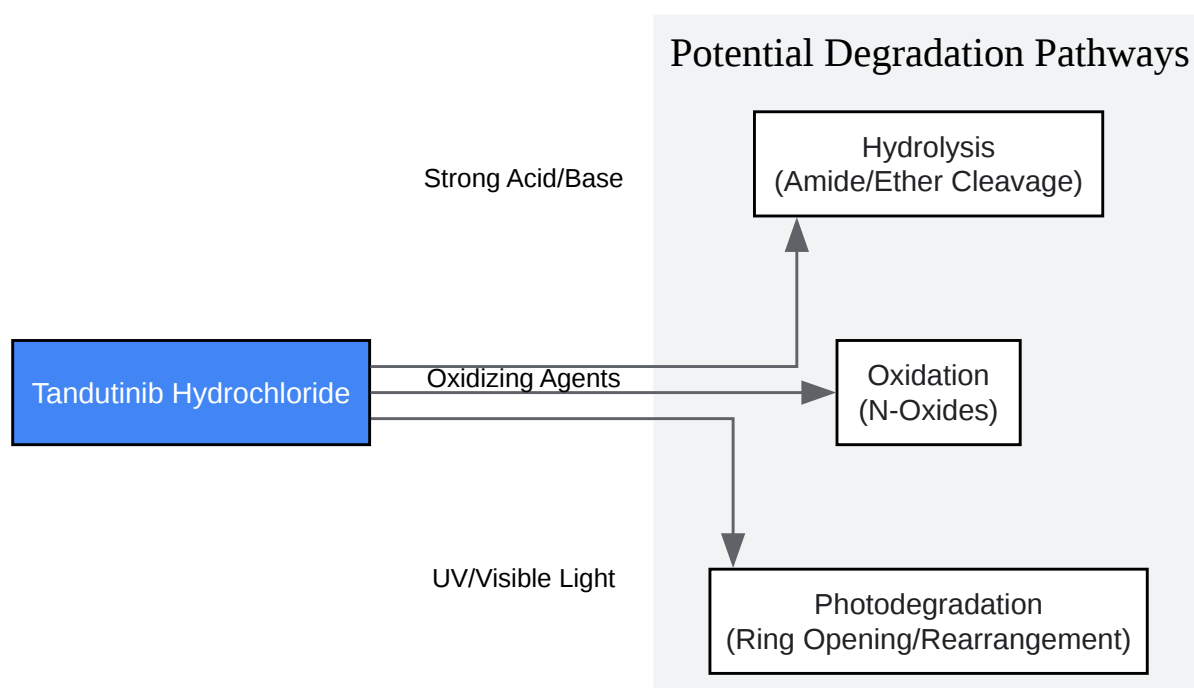 Potential Degradation Pathways
Hydrolysis
(Amide/Ether Cleavage)
Strong Acid/Base
Tandutinib Hydrochloride
Oxidizing Agents
Oxidation
(N-Oxides)
UV/Visible Light
Photodegradation
(Ring Opening/Rearrangement)